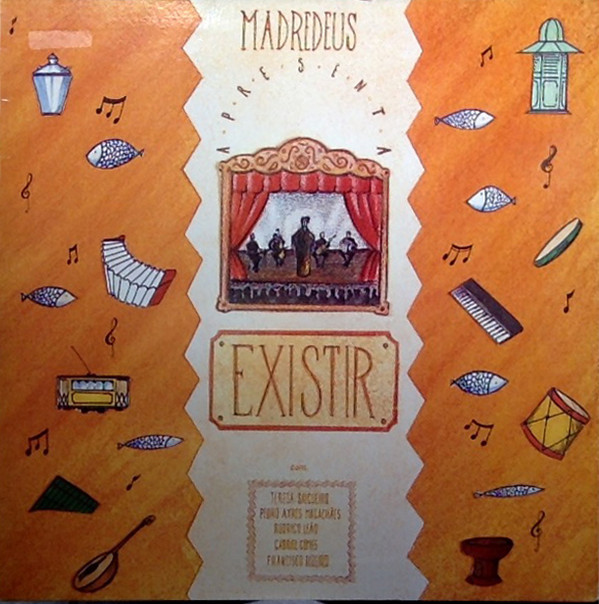 MADREDEUS
APRESENTA
EXISTIR
com
TERESA SALGUEIRO
PEDRO AYRES MAGALHÃES
RODRIGO LEÃO
GABRIEL GOMES
FRANCISCO RIBEIRO